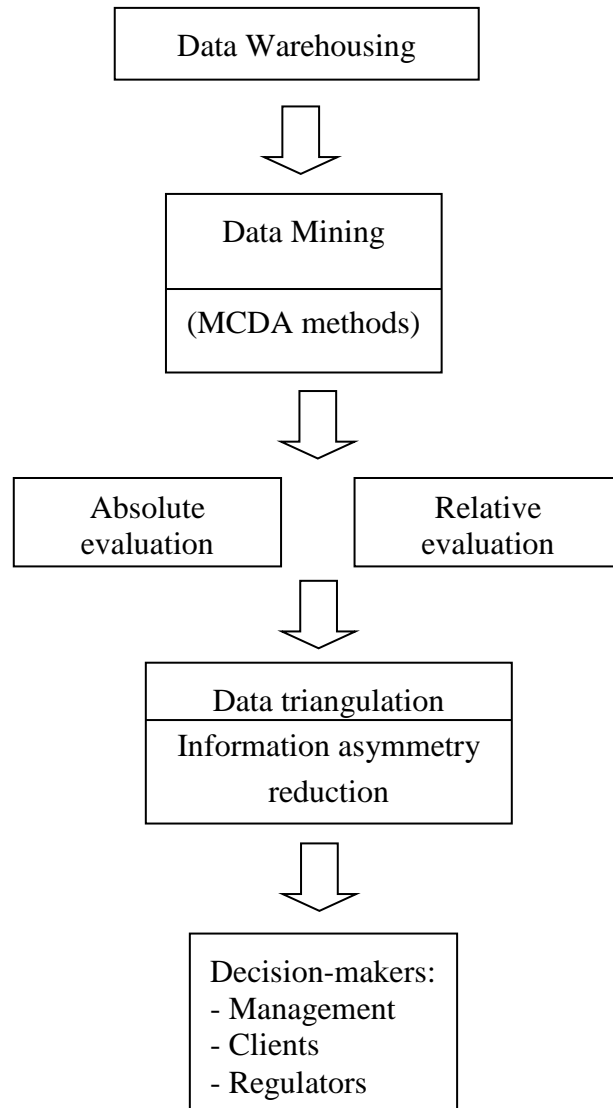 Data Warehousing
Data Mining
(MCDA methods)
Absolute
evaluation
Relative
evaluation
Data triangulation
Information asymmetry
reduction
Decision-makers:
- Management
- Clients
- Regulators